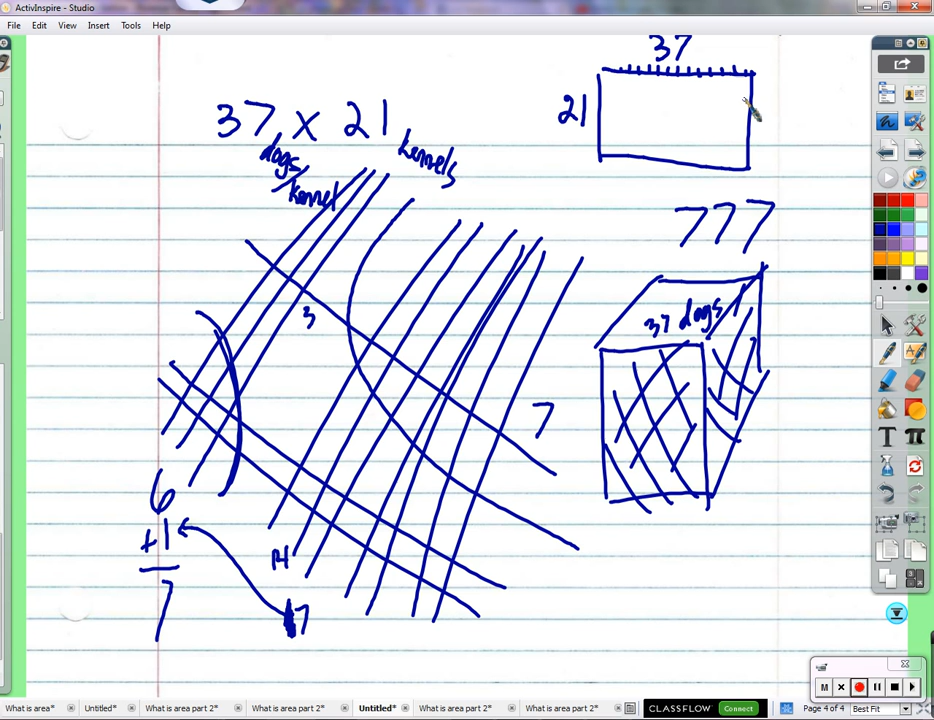 ActivInspire - Studio
File Edit View Insert Tools Help
37
21
37 x 21
dogs/kennel
kennels
777
37 dogs
3
7
6
+1
7
14
7
CLASSFLOW Connect
What is area* Untitled* What is area part 2* What is area part 2* Untitled* What is area part 2* What is area part 2*
Page 4 of 4 Best Fit
M